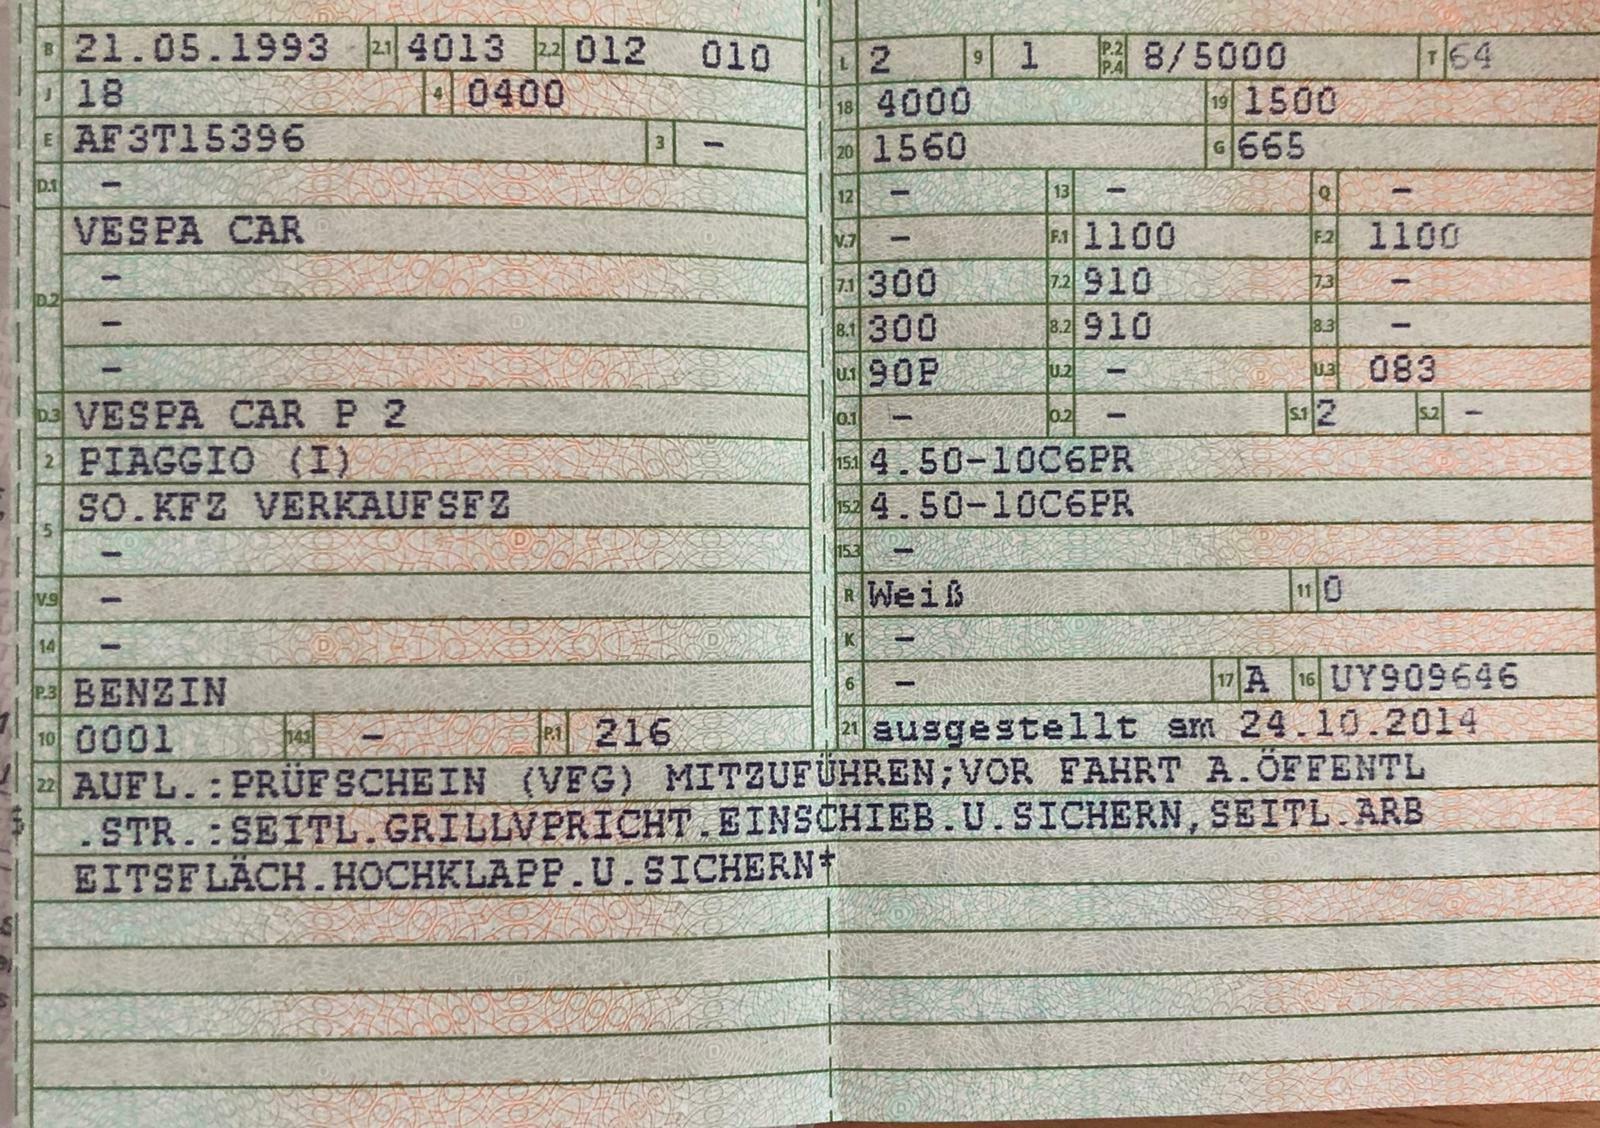 B 21.05.1993 2.1 4013 2.2 012 010
J 18 4 0400
E AF3T15396 3 –
D.1 –
VESPA CAR
–
D.2
–
–
D.3 VESPA CAR P 2
2 PIAGGIO (I)
SO.KFZ VERKAUFSFZ
5
–
V.9 –
14 –
P.3 BENZIN
10 0001 14.1 – P.1 216
L 2 9 1 P.2 P.4 8/5000 T 64
18 4000 19 1500
20 1560 G 665
12 – 13 – Q –
V.7 – F.1 1100 F.2 1100
7.1 300 7.2 910 7.3 –
8.1 300 8.2 910 8.3 –
U.1 90P U.2 – U.3 083
O.1 – O.2 – S.1 2 S.2 –
15.1 4.50-10C6PR
15.2 4.50-10C6PR
15.3 –
R Weiß 11 0
K –
6 – 17 A 16 UY909646
21 ausgestellt am 24.10.2014
22 AUFL.:PRÜFSCHEIN (VFG) MITZUFÜHREN;VOR FAHRT A.ÖFFENTL
.STR.:SEITL.GRILLVPRICHT.EINSCHIEB.U.SICHERN,SEITL.ARB
EITSFLÄCH.HOCHKLAPP.U.SICHERN*